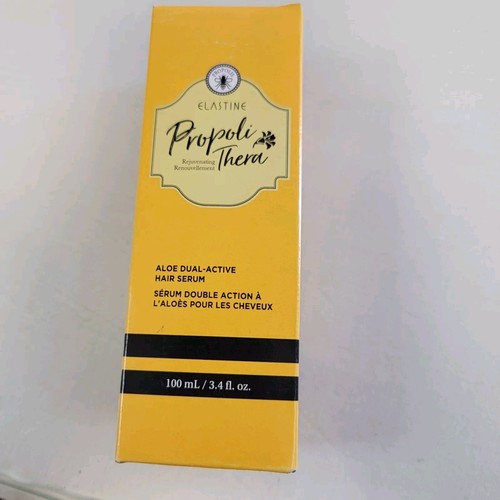 PROPOLIS
ELASTINE
Propoli
Thera
Rejuvenating
Renouvellement
ALOE DUAL-ACTIVE
HAIR SERUM
SÉRUM DOUBLE ACTION À
L'ALOÈS POUR LES CHEVEUX
100 mL / 3.4 fl. oz.